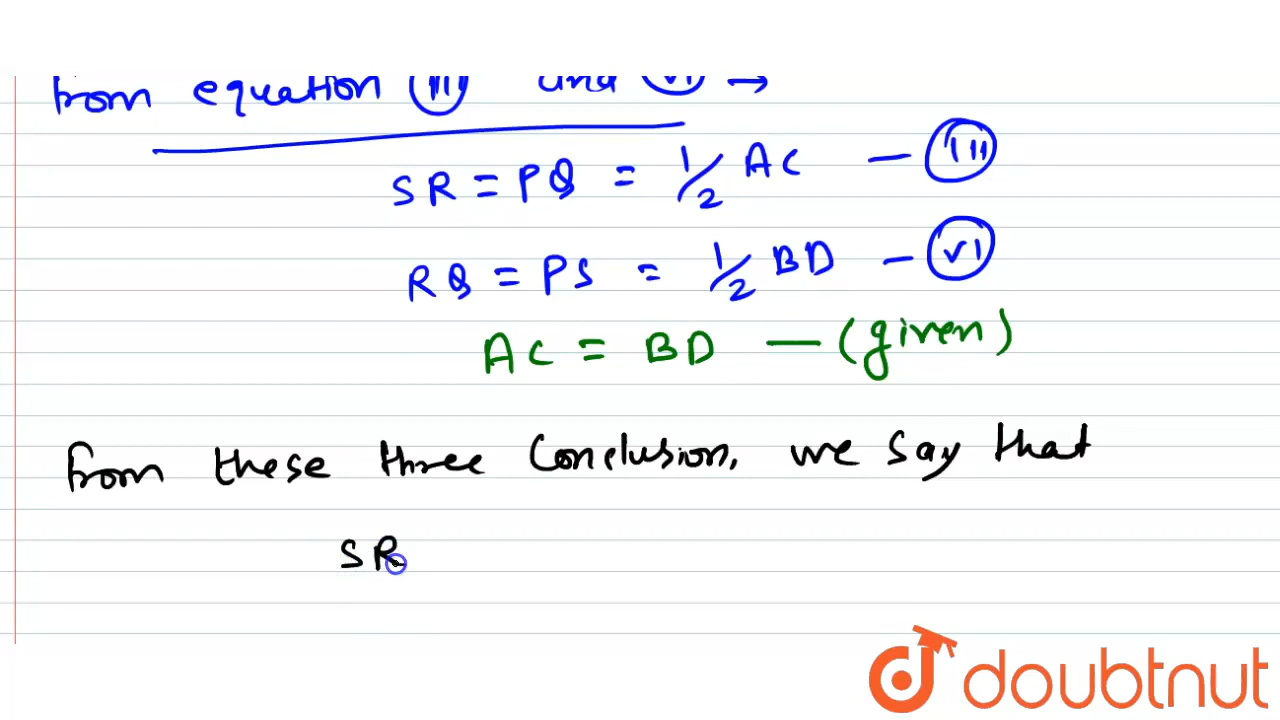 from equation (III) and (VI) →
SR = PQ = 1/2 AC — (III)
RQ = PS = 1/2 BD — (VI)
AC = BD — (given)
from these three conclusion, we say that
SR
doubtnut